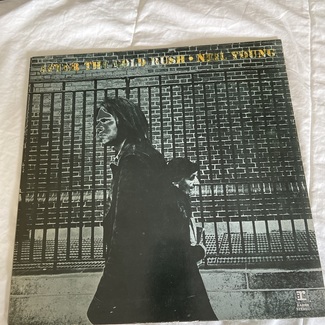 AFTER THE GOLD RUSH • NEIL YOUNG